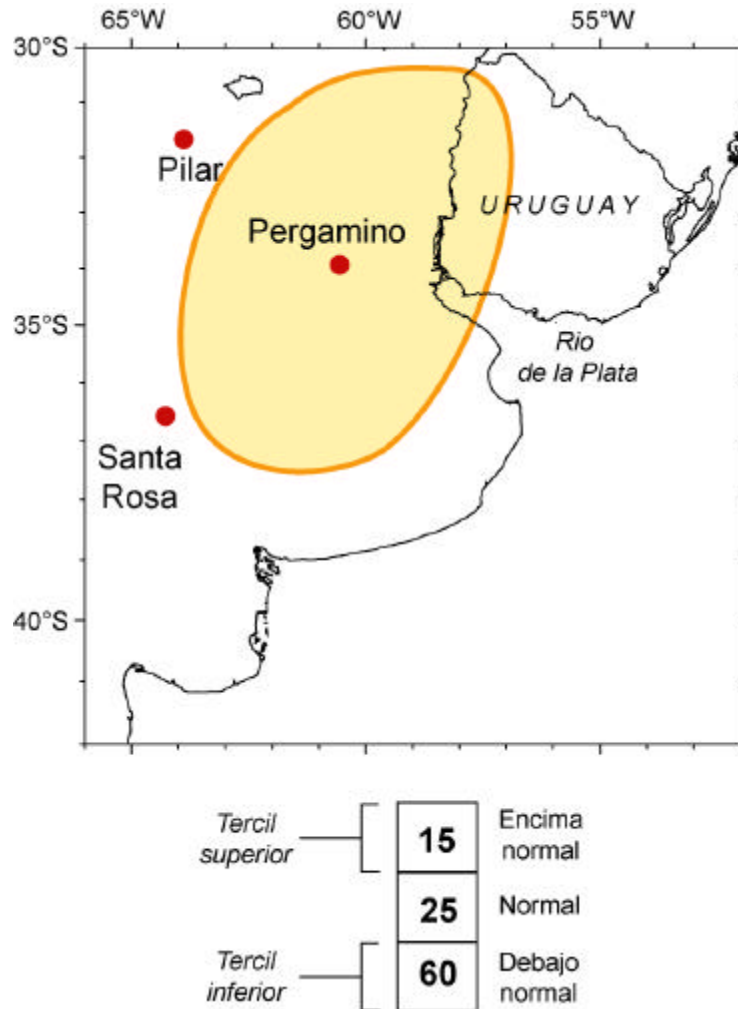 65°W 60°W 55°W
30°S
Pilar
URUGUAY
Pergamino
35°S
Rio
de la Plata
Santa
Rosa
40°S
Tercil
superior
15
Encima
normal
25
Normal
Tercil
inferior
60
Debajo
normal